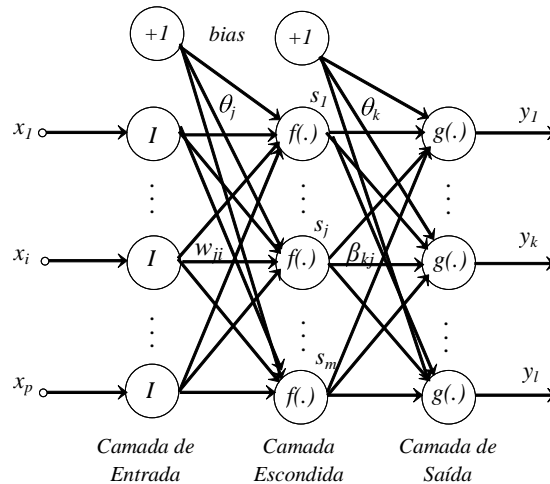 +1 bias +1
θj s1 θk
x1 I f(.) g(.) y1
xi I wji sj f(.) βkj g(.) yk
xp I sm f(.) g(.) yl
Camada de Entrada
Camada Escondida
Camada de Saída